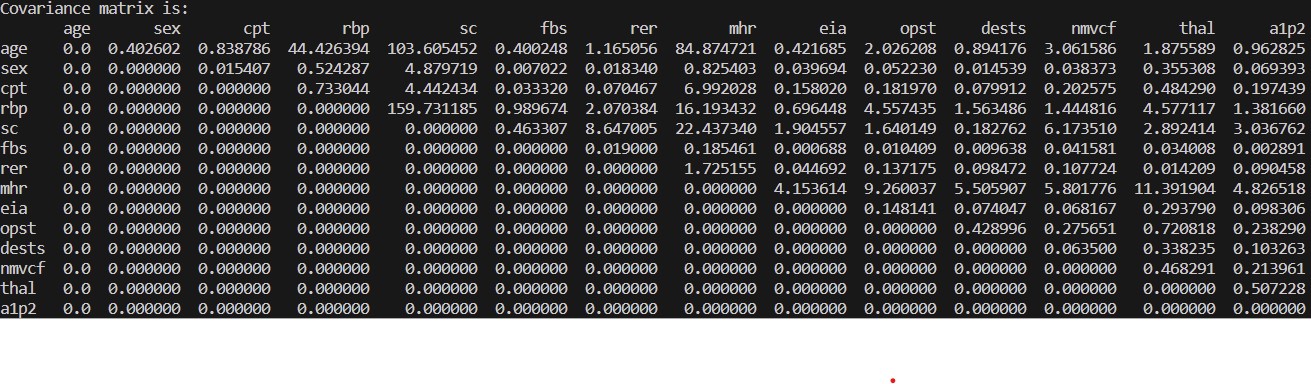 Covariance matrix is:
age sex cpt rbp sc fbs rer mhr eia opst dests nmvcf thal a1p2
age 0.0 0.402602 0.838786 44.426394 103.605452 0.400248 1.165056 84.874721 0.421685 2.026208 0.894176 3.061586 1.875589 0.962825
sex 0.0 0.000000 0.015407 0.524287 4.879719 0.007022 0.018340 0.825403 0.039694 0.052230 0.014539 0.038373 0.355308 0.069393
cpt 0.0 0.000000 0.000000 0.733044 4.442434 0.033320 0.070467 6.992028 0.158020 0.181970 0.079912 0.202575 0.484290 0.197439
rbp 0.0 0.000000 0.000000 0.000000 159.731185 0.989674 2.070384 16.193432 0.696448 4.557435 1.563486 1.444816 4.577117 1.381660
sc 0.0 0.000000 0.000000 0.000000 0.000000 0.463307 8.647005 22.437340 1.904557 1.640149 0.182762 6.173510 2.892414 3.036762
fbs 0.0 0.000000 0.000000 0.000000 0.000000 0.000000 0.019000 0.185461 0.000688 0.010409 0.009638 0.041581 0.034008 0.002891
rer 0.0 0.000000 0.000000 0.000000 0.000000 0.000000 0.000000 1.725155 0.044692 0.137175 0.098472 0.107724 0.014209 0.090458
mhr 0.0 0.000000 0.000000 0.000000 0.000000 0.000000 0.000000 0.000000 4.153614 9.260037 5.505907 5.801776 11.391904 4.826518
eia 0.0 0.000000 0.000000 0.000000 0.000000 0.000000 0.000000 0.000000 0.000000 0.148141 0.074047 0.068167 0.293790 0.098306
opst 0.0 0.000000 0.000000 0.000000 0.000000 0.000000 0.000000 0.000000 0.000000 0.000000 0.428996 0.275651 0.720818 0.238290
dests 0.0 0.000000 0.000000 0.000000 0.000000 0.000000 0.000000 0.000000 0.000000 0.000000 0.000000 0.063500 0.338235 0.103263
nmvcf 0.0 0.000000 0.000000 0.000000 0.000000 0.000000 0.000000 0.000000 0.000000 0.000000 0.000000 0.000000 0.468291 0.213961
thal 0.0 0.000000 0.000000 0.000000 0.000000 0.000000 0.000000 0.000000 0.000000 0.000000 0.000000 0.000000 0.000000 0.507228
a1p2 0.0 0.000000 0.000000 0.000000 0.000000 0.000000 0.000000 0.000000 0.000000 0.000000 0.000000 0.000000 0.000000 0.000000